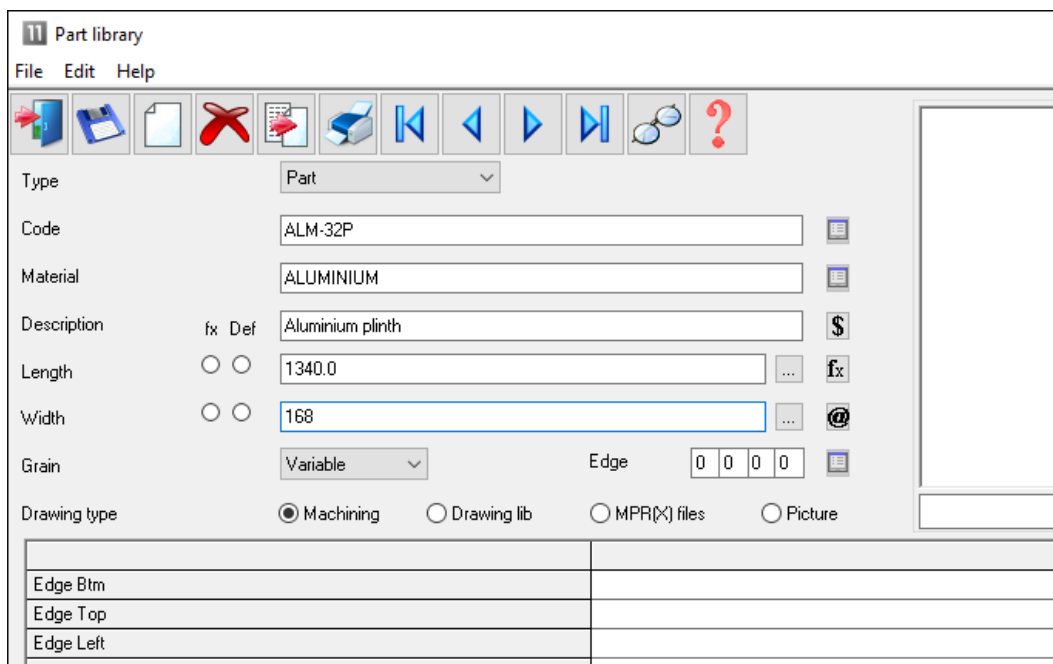 11 Part library
File Edit Help
?
Type Part
Code ALM-32P
Material ALUMINIUM
Description fx Def Aluminium plinth $
Length 1340.0 ... fx
Width 168 ... @
Grain Variable Edge 0 0 0 0
Drawing type Machining Drawing lib MPR(X) files Picture
Edge Btm
Edge Top
Edge Left